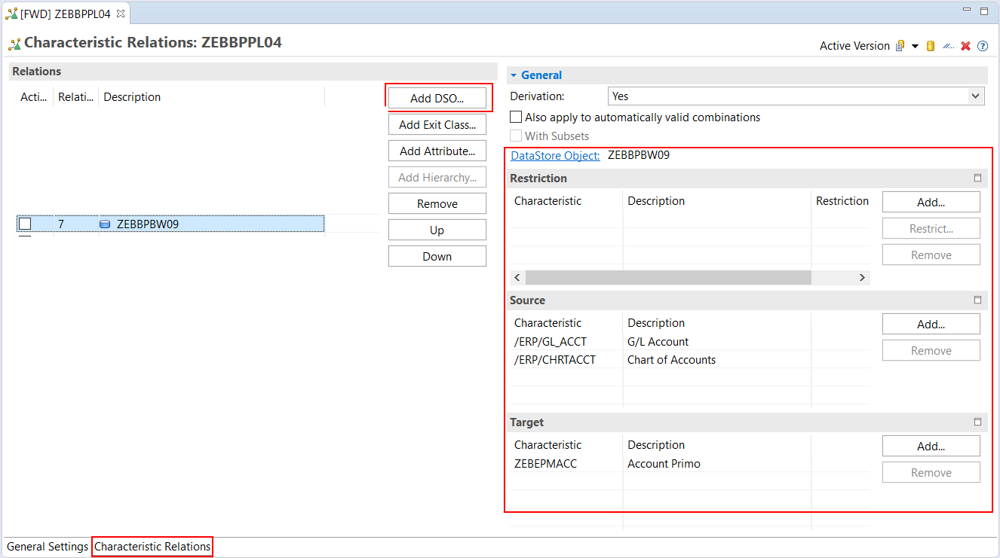 [FWD] ZEBBPPL04
Characteristic Relations: ZEBBPPL04
Active Version
Relations
Acti... Relati... Description
7 ZEBBPBW09
Add DSO...
Add Exit Class...
Add Attribute...
Add Hierarchy...
Remove
Up
Down
General
Derivation: Yes
Also apply to automatically valid combinations
With Subsets
DataStore Object: ZEBBPBW09
Restriction
Characteristic Description Restriction
Add...
Restrict...
Remove
Source
Characteristic Description
/ERP/GL_ACCT G/L Account
/ERP/CHRTACCT Chart of Accounts
Add...
Remove
Target
Characteristic Description
ZEBEPMACC Account Primo
Add...
Remove
General Settings Characteristic Relations